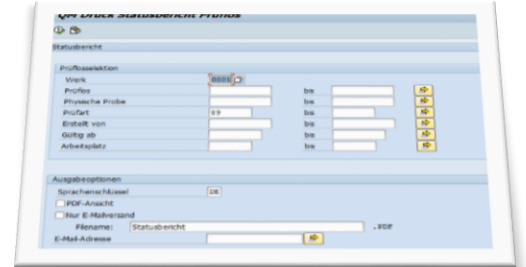 QM Druck Statusbericht Prüflos
Statusbericht
Prüflosselektion
Werk 0001
Prüflos bis
Physische Probe bis
Prüfart 89 bis
Erstellt von bis
Gültig ab bis
Arbeitsplatz bis
Ausgabeoptionen
Sprachenschlüssel DE
PDF-Ansicht
Nur E-Mailversand
Filename: Statusbericht .PDF
E-Mail-Adresse